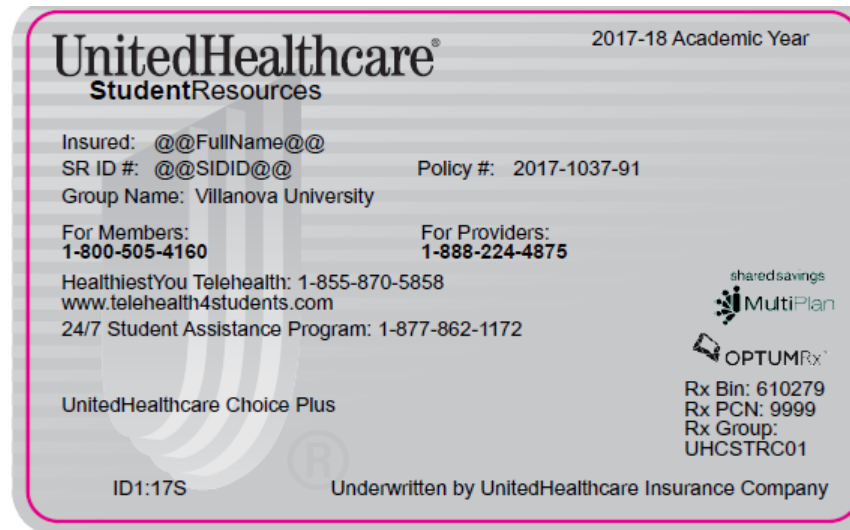 UnitedHealthcare®
2017-18 Academic Year
StudentResources
Insured: @@FullName@@
SR ID #: @@SIDID@@ Policy #: 2017-1037-91
Group Name: Villanova University
For Members: For Providers:
1-800-505-4160 1-888-224-4875
HealthiestYou Telehealth: 1-855-870-5858
www.telehealth4students.com
24/7 Student Assistance Program: 1-877-862-1172
shared savings
MultiPlan
OPTUMRx
UnitedHealthcare Choice Plus
Rx Bin: 610279
Rx PCN: 9999
Rx Group:
UHCSTRC01
®
ID1:17S Underwritten by UnitedHealthcare Insurance Company